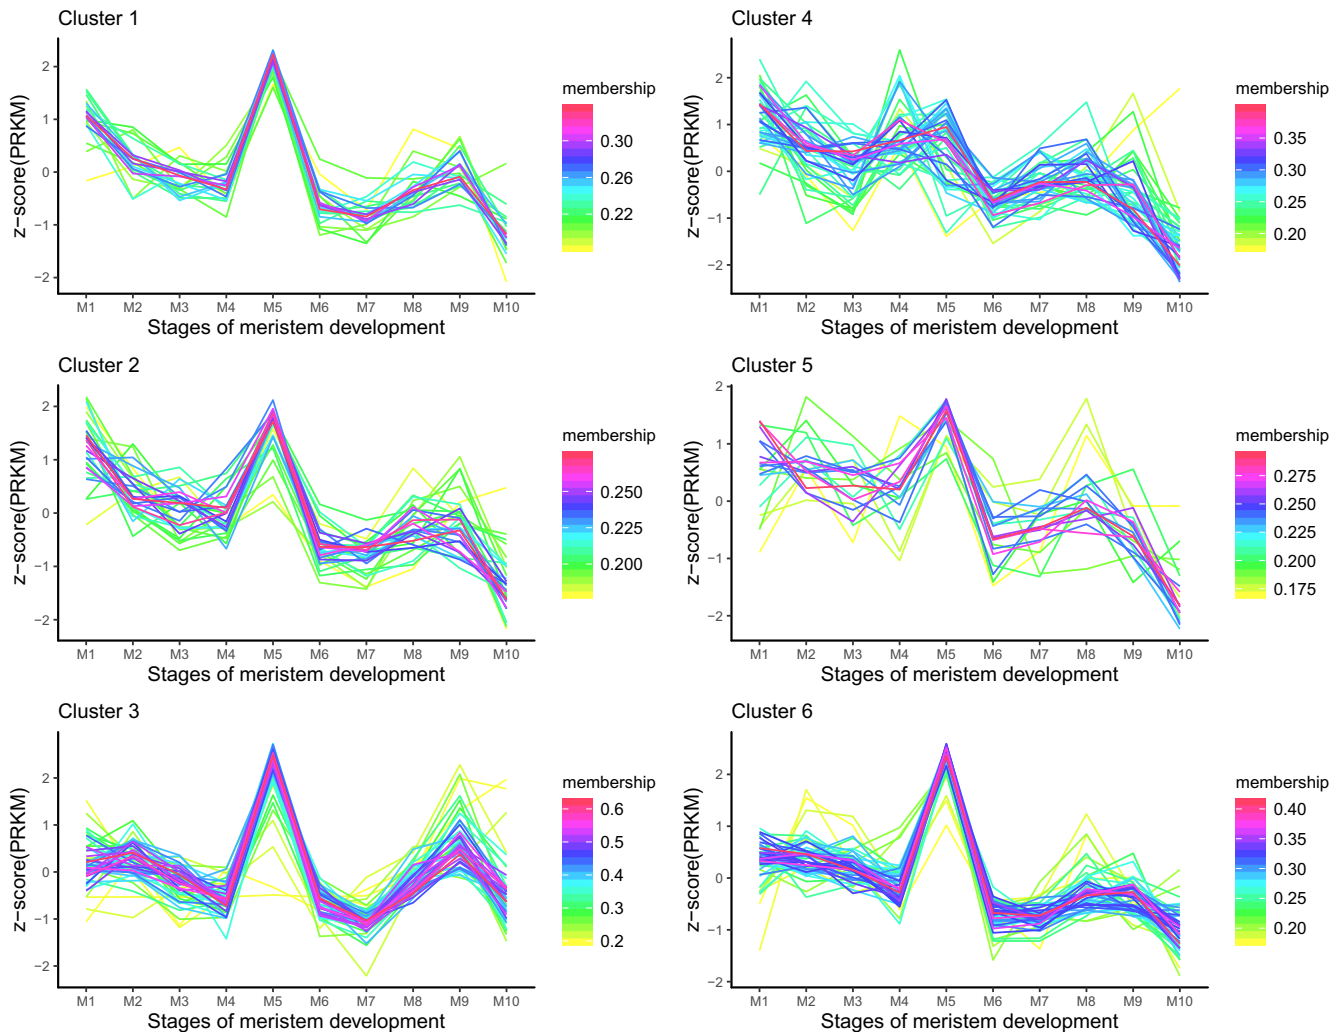 Cluster 1
z−score(PRKM)
2
1
0
−1
−2
M1 M2 M3 M4 M5 M6 M7 M8 M9 M10
Stages of meristem development
membership
0.30
0.26
0.22
Cluster 4
z−score(PRKM)
2
1
0
−1
−2
M1 M2 M3 M4 M5 M6 M7 M8 M9 M10
Stages of meristem development
membership
0.35
0.30
0.25
0.20
Cluster 2
z−score(PRKM)
2
1
0
−1
−2
M1 M2 M3 M4 M5 M6 M7 M8 M9 M10
Stages of meristem development
membership
0.250
0.225
0.200
Cluster 5
z−score(PRKM)
2
1
0
−1
−2
M1 M2 M3 M4 M5 M6 M7 M8 M9 M10
Stages of meristem development
membership
0.275
0.250
0.225
0.200
0.175
Cluster 3
z−score(PRKM)
2
1
0
−1
−2
M1 M2 M3 M4 M5 M6 M7 M8 M9 M10
Stages of meristem development
membership
0.6
0.5
0.4
0.3
0.2
Cluster 6
z−score(PRKM)
2
1
0
−1
−2
M1 M2 M3 M4 M5 M6 M7 M8 M9 M10
Stages of meristem development
membership
0.40
0.35
0.30
0.25
0.20